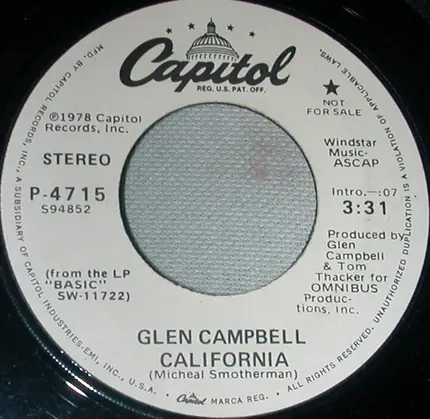 Capitol
REG. U.S. PAT. OFF.
★
NOT
FOR SALE
℗1978 Capitol
Records, Inc.
STEREO
P-4715
S94852
(from the LP
"BASIC"
SW-11722)
Windstar
Music-
ASCAP
Intro.—:07
3:31
Produced by
Glen
Campbell
& Tom
Thacker for
OMNIBUS
Produc-
tions, Inc.
GLEN CAMPBELL
CALIFORNIA
(Micheal Smotherman)
MFD. BY CAPITOL RECORDS, INC., A SUBSIDIARY OF CAPITOL INDUSTRIES-EMI, INC., U.S.A. • Capitol MARCA REG. • ALL RIGHTS RESERVED. UNAUTHORIZED DUPLICATION IS A VIOLATION OF APPLICABLE LAWS.